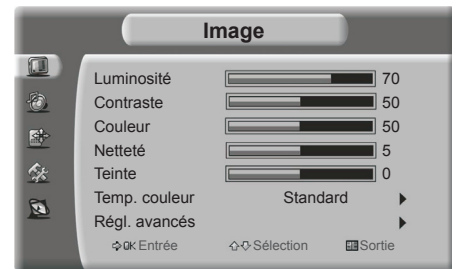 Image
Luminosité 70
Contraste 50
Couleur 50
Netteté 5
Teinte 0
Temp. couleur Standard
Régl. avancés
OK Entrée Sélection Sortie